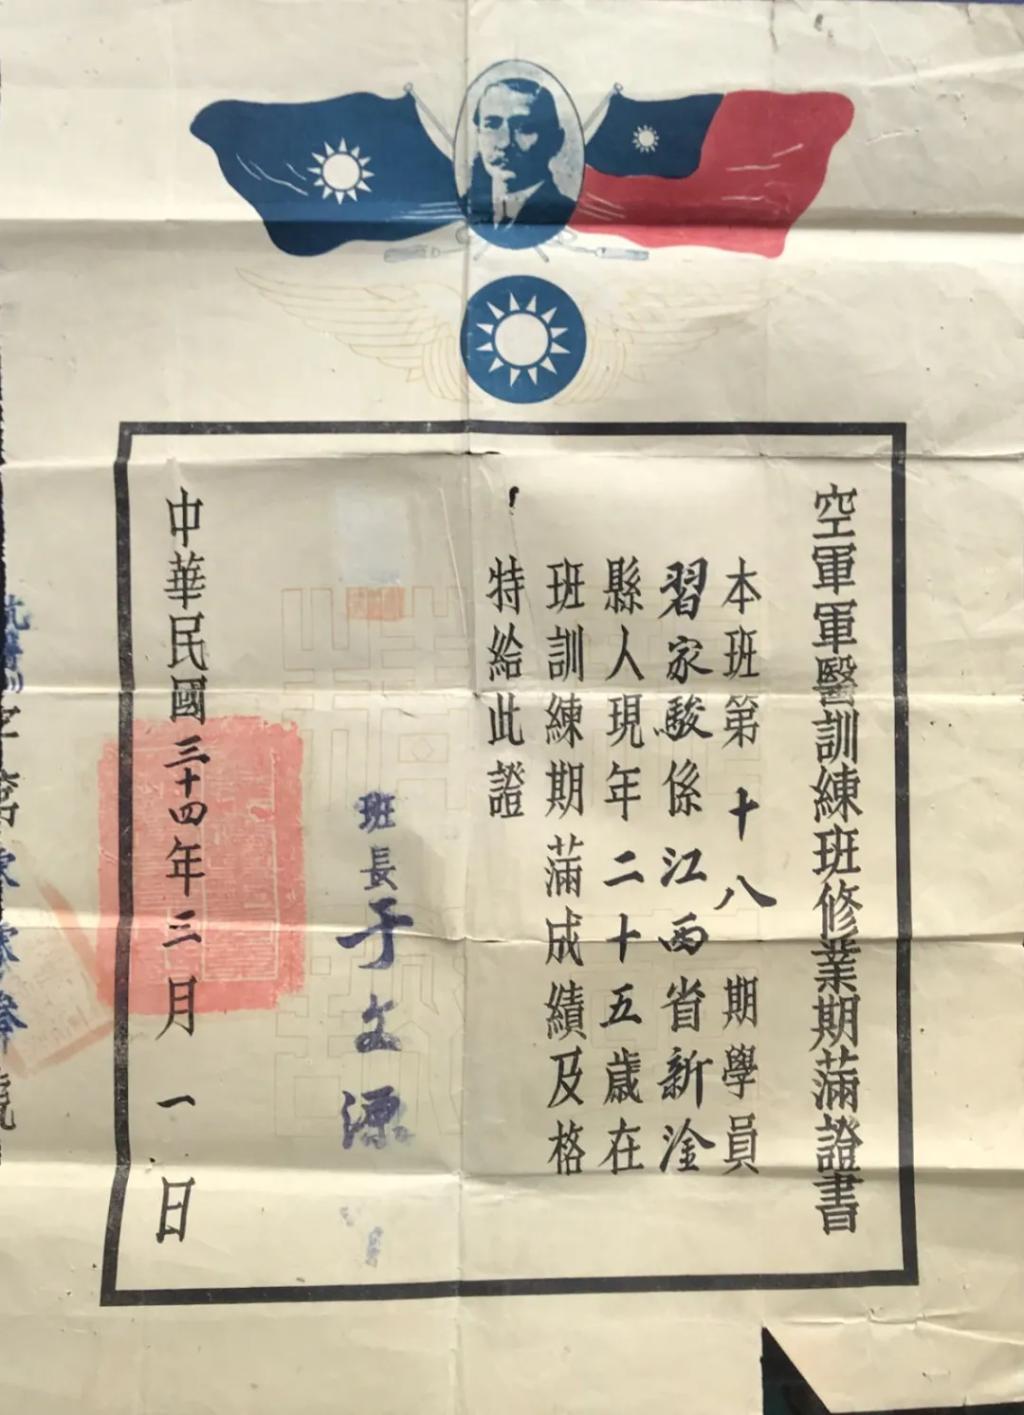 空軍軍醫訓練班修業期滿證書
本班第十八期學員
習家駿係江西省新淦
縣人現年二十五歲在
班訓練期滿成績及格
特給此證
班長于文源
中華民國三十四年三月一日